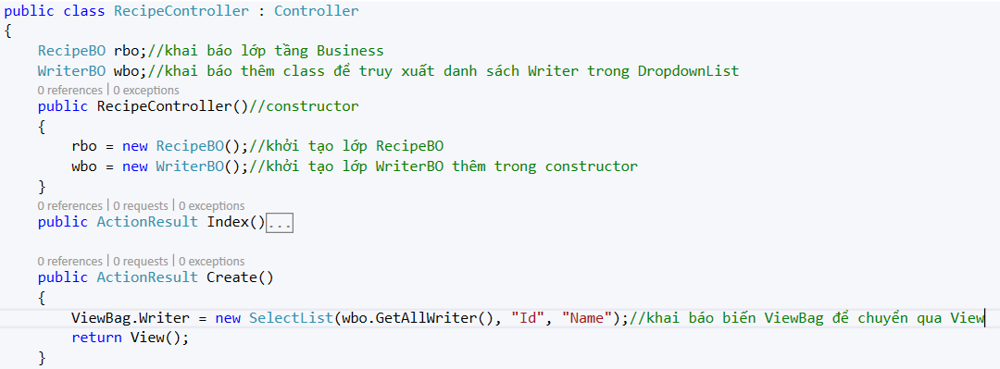 public class RecipeController : Controller
{
RecipeBO rbo;//khai báo lớp tầng Business
WriterBO wbo;//khai báo thêm class để truy xuất danh sách Writer trong DropdownList
0 references | 0 exceptions
public RecipeController()//constructor
{
rbo = new RecipeBO();//khởi tạo lớp RecipeBO
wbo = new WriterBO();//khởi tạo lớp WriterBO thêm trong constructor
}
0 references | 0 requests | 0 exceptions
public ActionResult Index()...
0 references | 0 requests | 0 exceptions
public ActionResult Create()
{
ViewBag.Writer = new SelectList(wbo.GetAllWriter(), "Id", "Name");//khai báo biến ViewBag để chuyển qua View
return View();
}